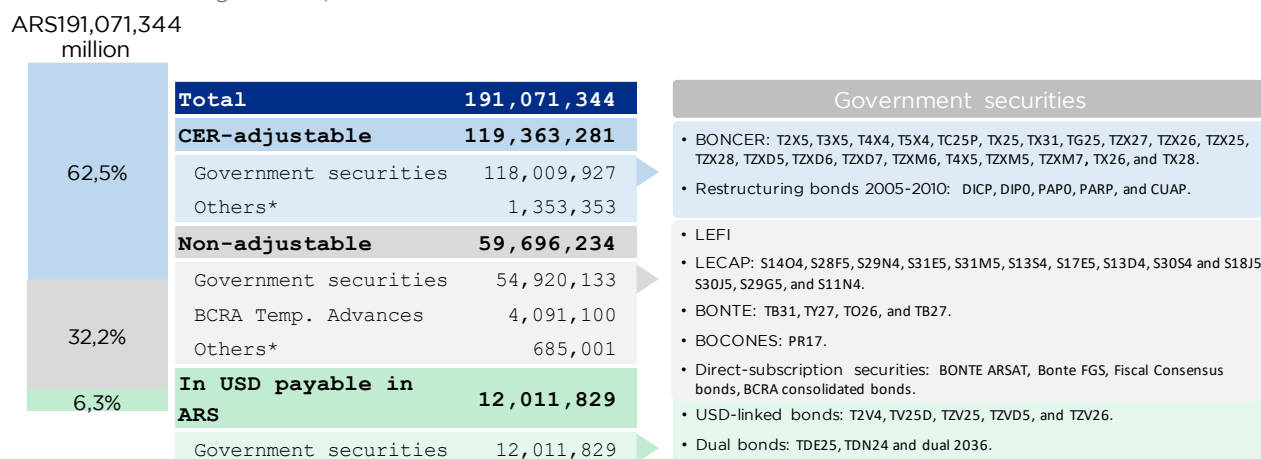 ARS191,071,344
million
62,5%
32,2%
6,3%
Total 191,071,344
CER-adjustable 119,363,281
Government securities 118,009,927
Others* 1,353,353
Non-adjustable 59,696,234
Government securities 54,920,133
BCRA Temp. Advances 4,091,100
Others* 685,001
In USD payable in
ARS 12,011,829
Government securities 12,011,829
Government securities
• BONCER: T2X5, T3X5, T4X4, T5X4, TC25P, TX25, TX31, TG25, TZX27, TZX26, TZX25,
TZX28, TZXD5, TZXD6, TZXD7, TZXM6, T4X5, TZXM5, TZXM7, TX26, and TX28.
• Restructuring bonds 2005-2010: DICP, DIP0, PAP0, PARP, and CUAP.
• LEFI
• LECAP: S14O4, S28F5, S29N4, S31E5, S31M5, S13S4, S17E5, S13D4, S30S4 and S18J5
S30J5, S29G5, and S11N4.
• BONTE: TB31, TY27, TO26, and TB27.
• BOCONES: PR17.
• Direct-subscription securities: BONTE ARSAT, Bonte FGS, Fiscal Consensus
bonds, BCRA consolidated bonds.
• USD-linked bonds: T2V4, TV25D, TZV25, TZVD5, and TZV26.
• Dual bonds: TDE25, TDN24 and dual 2036.